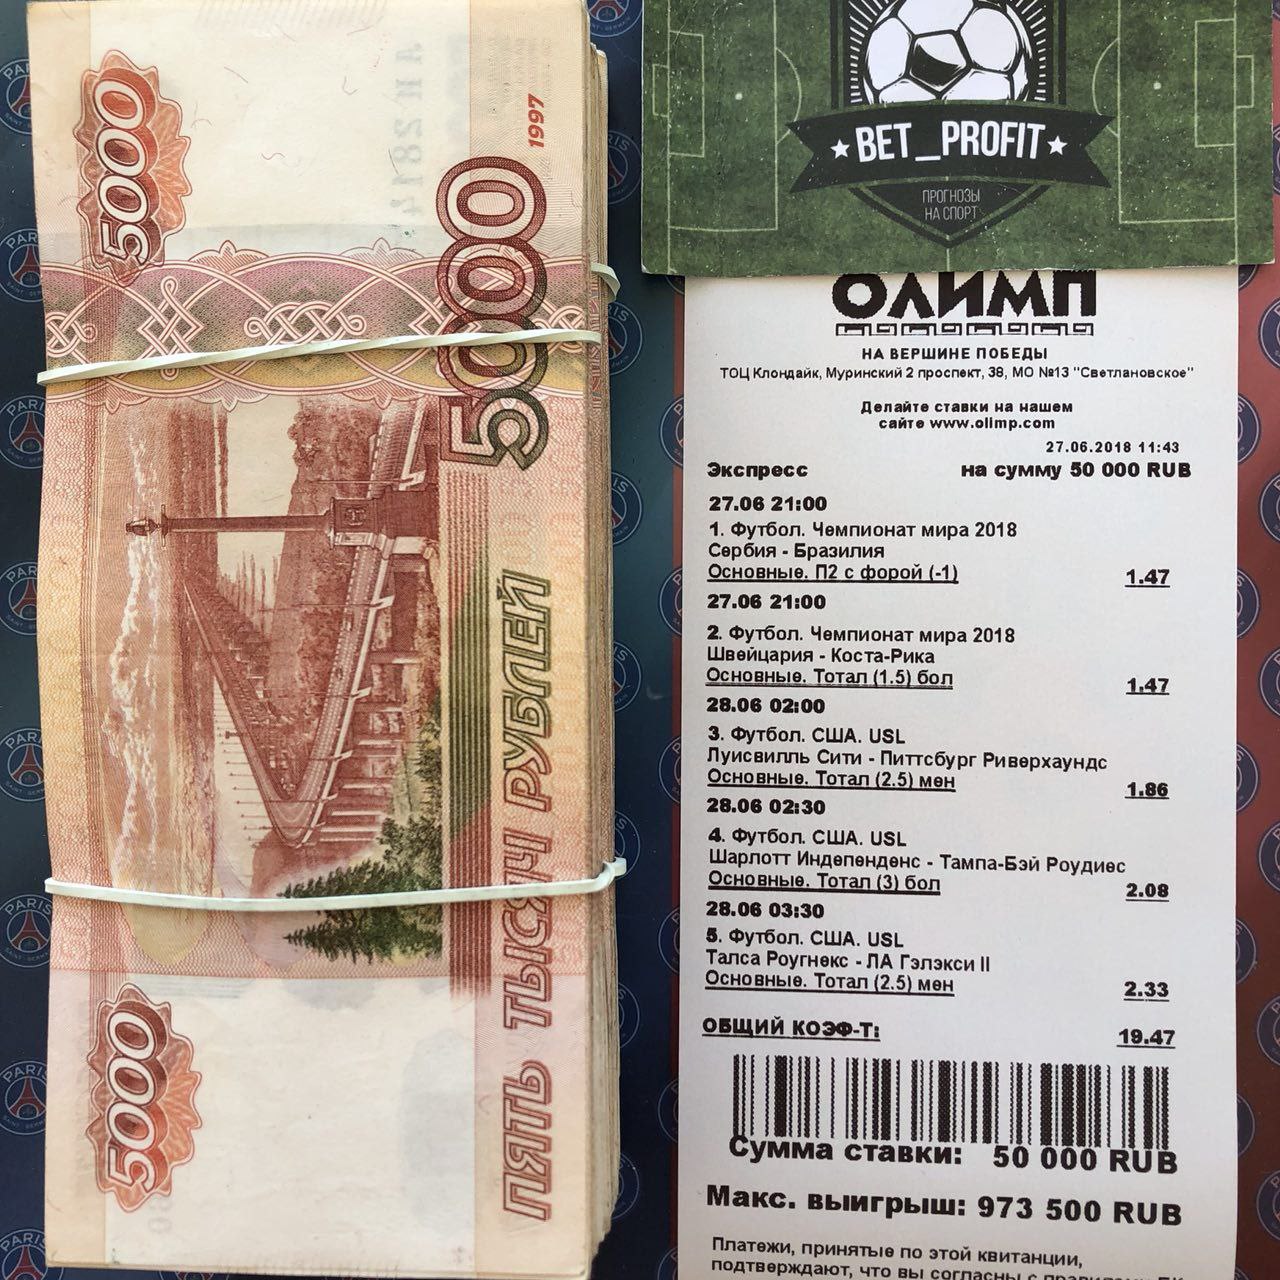 5000
1997
5000
ПЯТЬ ТЫСЯЧ РУБЛЕЙ
5000
BET_PROFIT
ПРОГНОЗЫ
НА СПОРТ
ОЛИМП
НА ВЕРШИНЕ ПОБЕДЫ
ТОЦ Клондайк, Муринский 2 проспект, 38, МО №13 "Светлановское"
Делайте ставки на нашем
сайте www.olimp.com
27.06.2018 11:43
Экспресс на сумму 50 000 RUB
27.06 21:00
1. Футбол. Чемпионат мира 2018
Сербия - Бразилия
Основные. П2 с форой (-1) 1.47
27.06 21:00
2. Футбол. Чемпионат мира 2018
Швейцария - Коста-Рика
Основные. Тотал (1.5) бол 1.47
28.06 02:00
3. Футбол. США. USL
Луисвилль Сити - Питтсбург Риверхаундс
Основные. Тотал (2.5) мен 1.86
28.06 02:30
4. Футбол. США. USL
Шарлотт Индепенденс - Тампа-Бэй Роудиес
Основные. Тотал (3) бол 2.08
28.06 03:30
5. Футбол. США. USL
Талса Роугнекс - ЛА Гэлэкси II
Основные. Тотал (2.5) мен 2.33
ОБЩИЙ КОЭФ-Т: 19.47
Сумма ставки: 50 000 RUB
Макс. выигрыш: 973 500 RUB
Платежи, принятые по этой квитанции,
подтверждают, что вы согласны с правилами
PARIS
SAINT-GERMAIN